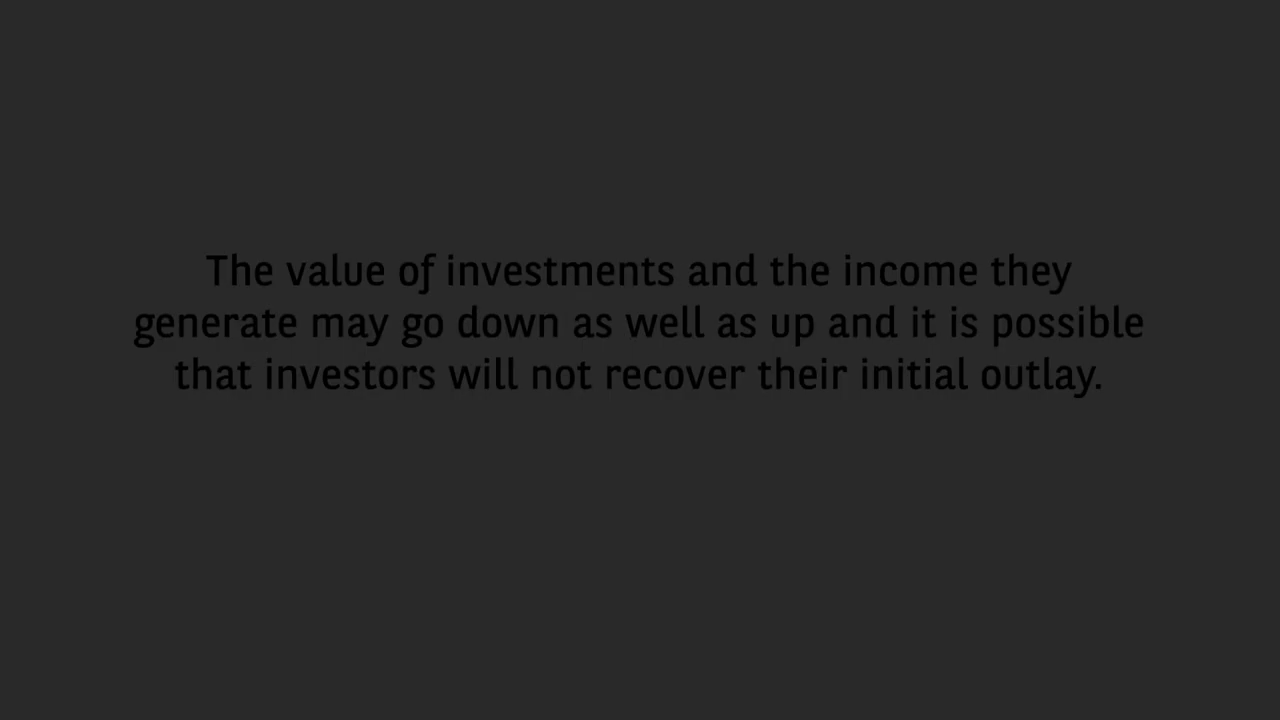 The value of investments and the income they
generate may go down as well as up and it is possible
that investors will not recover their initial outlay.